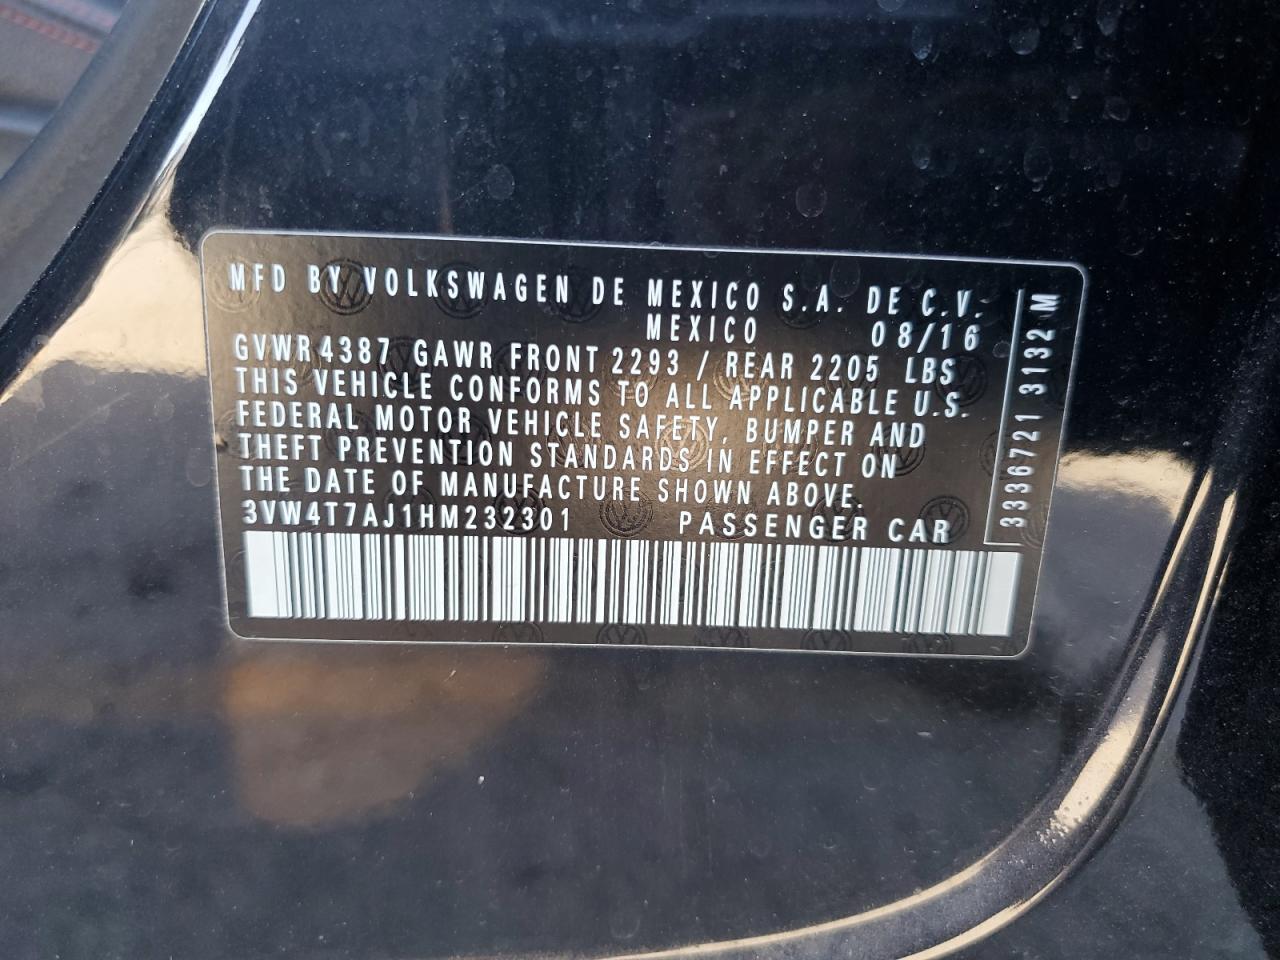 MFD BY VOLKSWAGEN DE MEXICO S.A. DE C.V.
MEXICO 08/16
GVWR 4387 GAWR FRONT 2293 / REAR 2205 LBS
THIS VEHICLE CONFORMS TO ALL APPLICABLE U.S.
FEDERAL MOTOR VEHICLE SAFETY, BUMPER AND
THEFT PREVENTION STANDARDS IN EFFECT ON
THE DATE OF MANUFACTURE SHOWN ABOVE.
3VW4T7AJ1HM232301 PASSENGER CAR
3336721 3132 M